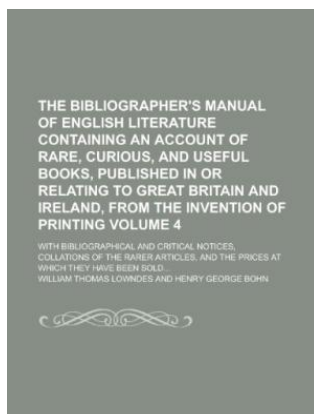 THE BIBLIOGRAPHER'S MANUAL
OF ENGLISH LITERATURE
CONTAINING AN ACCOUNT OF
RARE, CURIOUS, AND USEFUL
BOOKS, PUBLISHED IN OR
RELATING TO GREAT BRITAIN AND
IRELAND, FROM THE INVENTION OF
PRINTING VOLUME 4
WITH BIBLIOGRAPHICAL AND CRITICAL NOTICES,
COLLATIONS OF THE RARER ARTICLES, AND THE PRICES AT
WHICH THEY HAVE BEEN SOLD...
WILLIAM THOMAS LOWNDES AND HENRY GEORGE BOHN